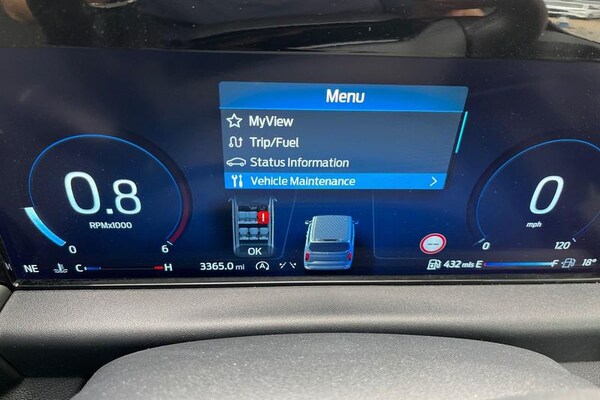 Menu
MyView
Trip/Fuel
Status Information
Vehicle Maintenance
0.8
RPMx1000
0 6
0
mph
0 120
!
OK
NE C H 3365.0 mi A 432 mls E F 18°